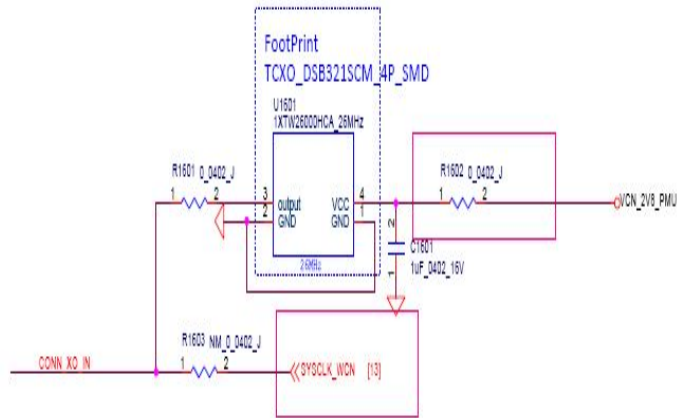 FootPrint
TCXO_DSB321SCM_4P_SMD
U1601
1XTW26000HCA_26MHz
R1601 0_0402_J
1 2
3 output
2 GND
VCC 4
GND 1
26MHz
R1602 0_0402_J
1 2
VCN_2V8_PMU
2
C1601
1uF_0402_16V
1
R1603 NM_0_0402_J
1 2
CONN_XO_IN
SYSCLK_WCN [13]